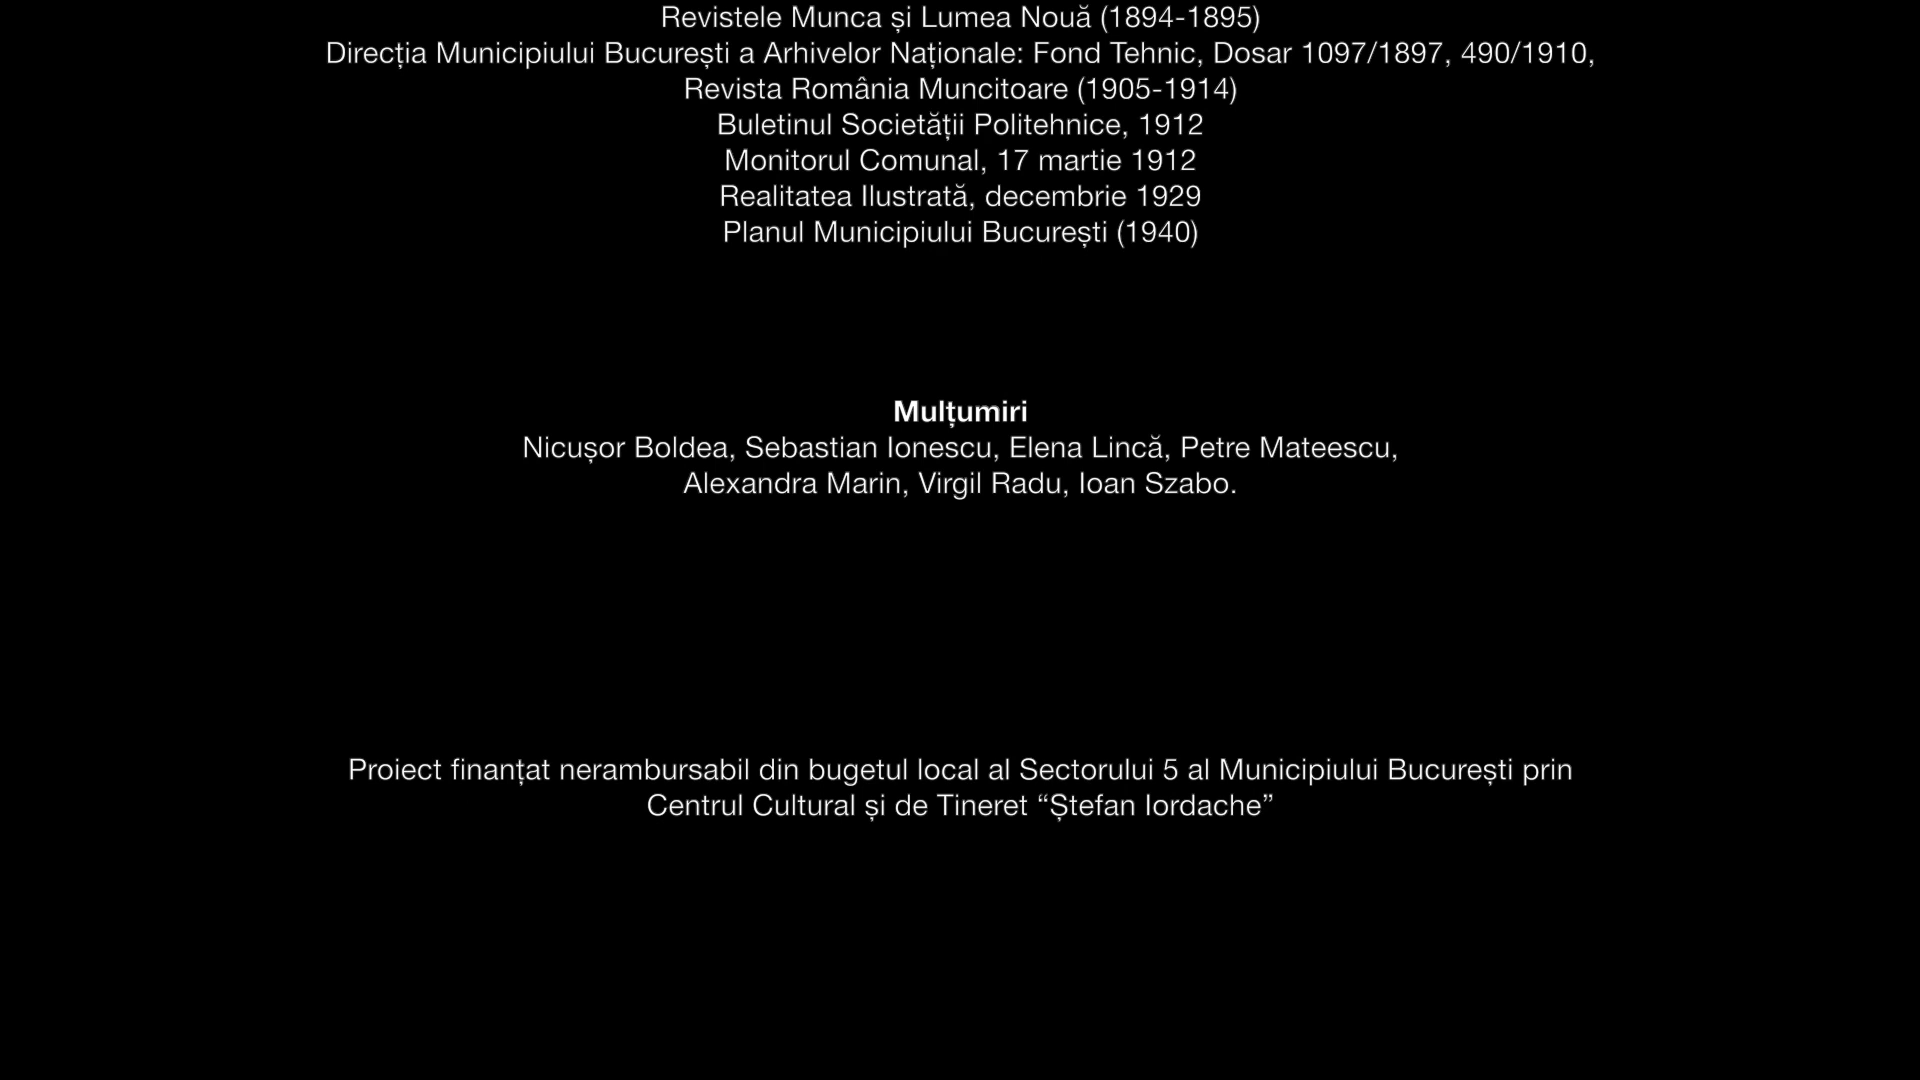 Revistele Munca și Lumea Nouă (1894-1895)
Direcția Municipiului București a Arhivelor Naționale: Fond Tehnic, Dosar 1097/1897, 490/1910,
Revista România Muncitoare (1905-1914)
Buletinul Societății Politehnice, 1912
Monitorul Comunal, 17 martie 1912
Realitatea Ilustrată, decembrie 1929
Planul Municipiului București (1940)
Mulțumiri
Nicușor Boldea, Sebastian Ionescu, Elena Lincă, Petre Mateescu,
Alexandra Marin, Virgil Radu, Ioan Szabo.
Proiect finanțat nerambursabil din bugetul local al Sectorului 5 al Municipiului București prin
Centrul Cultural și de Tineret “Ștefan Iordache”